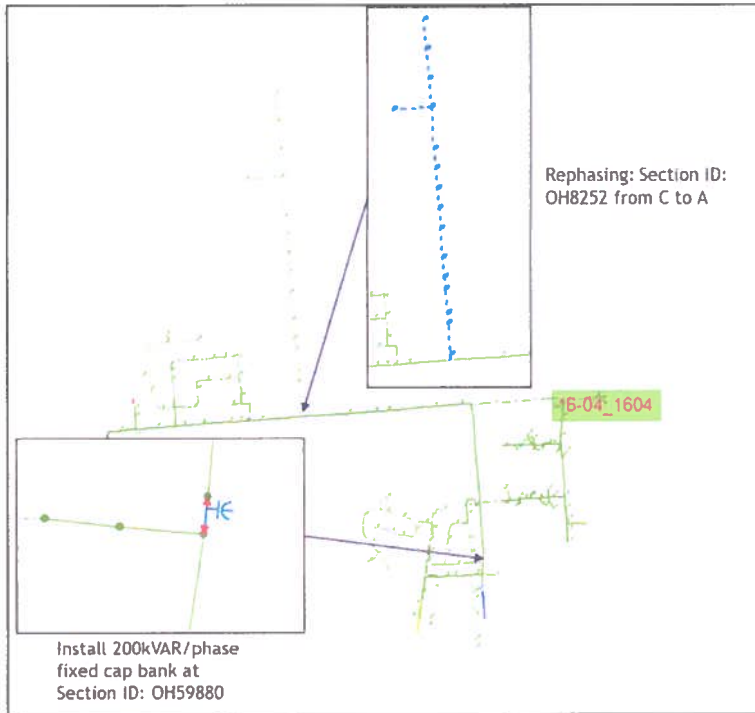 Rephasing: Section ID:
OH8252 from C to A
16-04_1604
Install 200kVAR/phase
fixed cap bank at
Section ID: OH59880